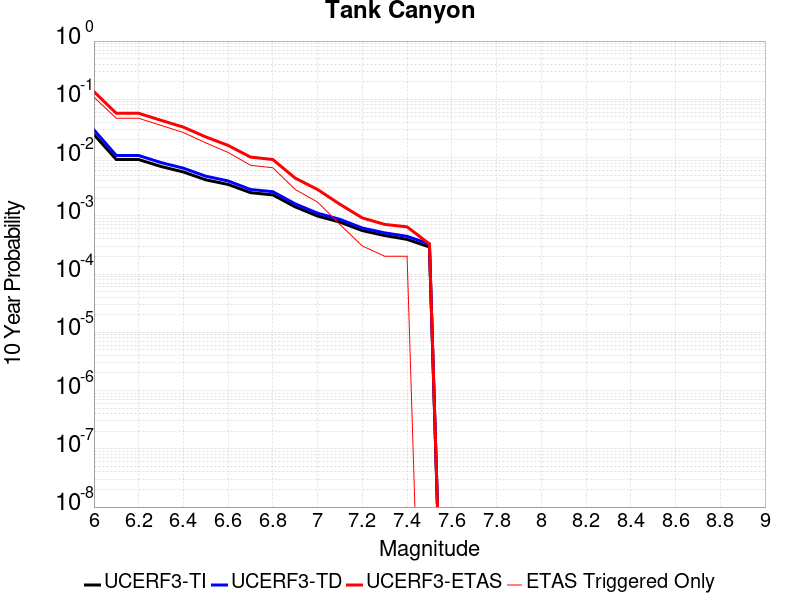 Tank Canyon
10 Year Probability
10^0
10^-1
10^-2
10^-3
10^-4
10^-5
10^-6
10^-7
10^-8
6 6.2 6.4 6.6 6.8 7 7.2 7.4 7.6 7.8 8 8.2 8.4 8.6 8.8 9
Magnitude
UCERF3-TI UCERF3-TD UCERF3-ETAS ETAS Triggered Only